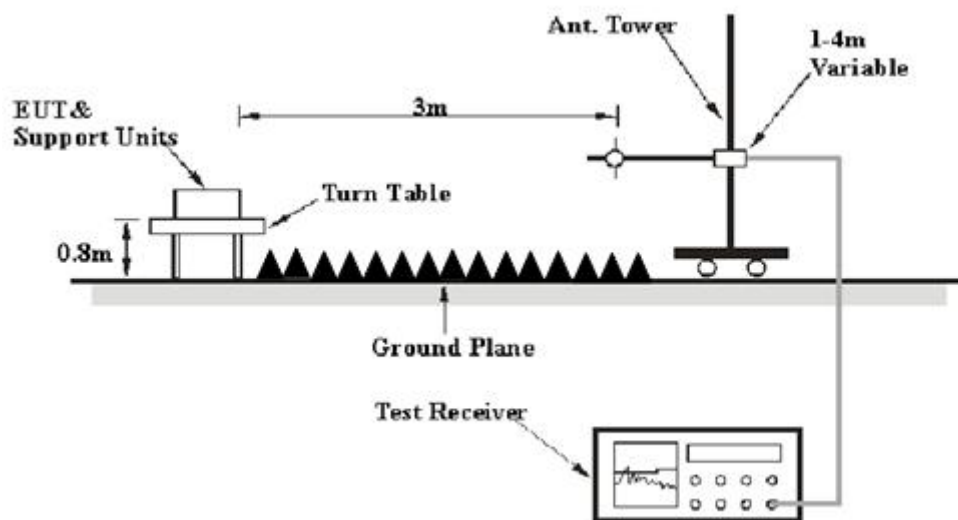 Ant. Tower
1-4m
Variable
3m
EUT&
Support Units
Turn Table
0.8m
Ground Plane
Test Receiver